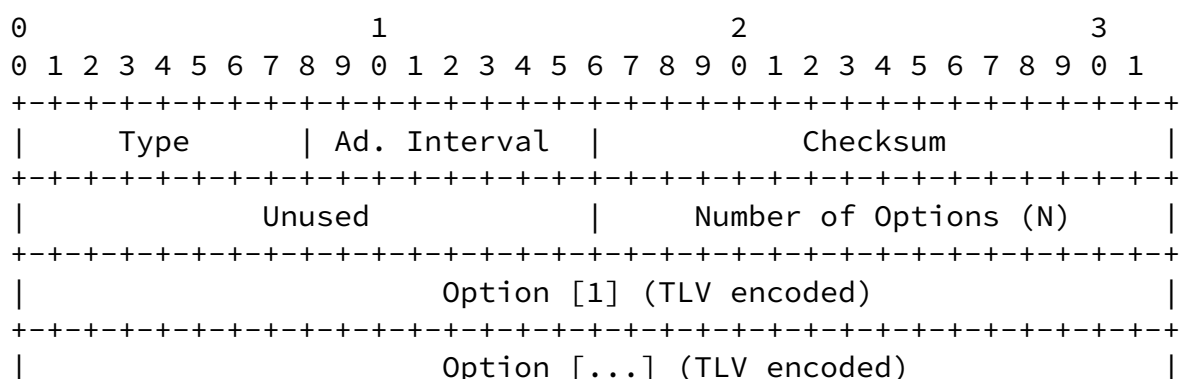 0                   1                   2                   3
0 1 2 3 4 5 6 7 8 9 0 1 2 3 4 5 6 7 8 9 0 1 2 3 4 5 6 7 8 9 0 1
+-+-+-+-+-+-+-+-+-+-+-+-+-+-+-+-+-+-+-+-+-+-+-+-+-+-+-+-+-+-+-+-+
|     Type      | Ad. Interval  |           Checksum            |
+-+-+-+-+-+-+-+-+-+-+-+-+-+-+-+-+-+-+-+-+-+-+-+-+-+-+-+-+-+-+-+-+
|             Unused            |     Number of Options (N)     |
+-+-+-+-+-+-+-+-+-+-+-+-+-+-+-+-+-+-+-+-+-+-+-+-+-+-+-+-+-+-+-+-+
|                       Option [1] (TLV encoded)                |
+-+-+-+-+-+-+-+-+-+-+-+-+-+-+-+-+-+-+-+-+-+-+-+-+-+-+-+-+-+-+-+-+
|                       Option [...] (TLV encoded)              |